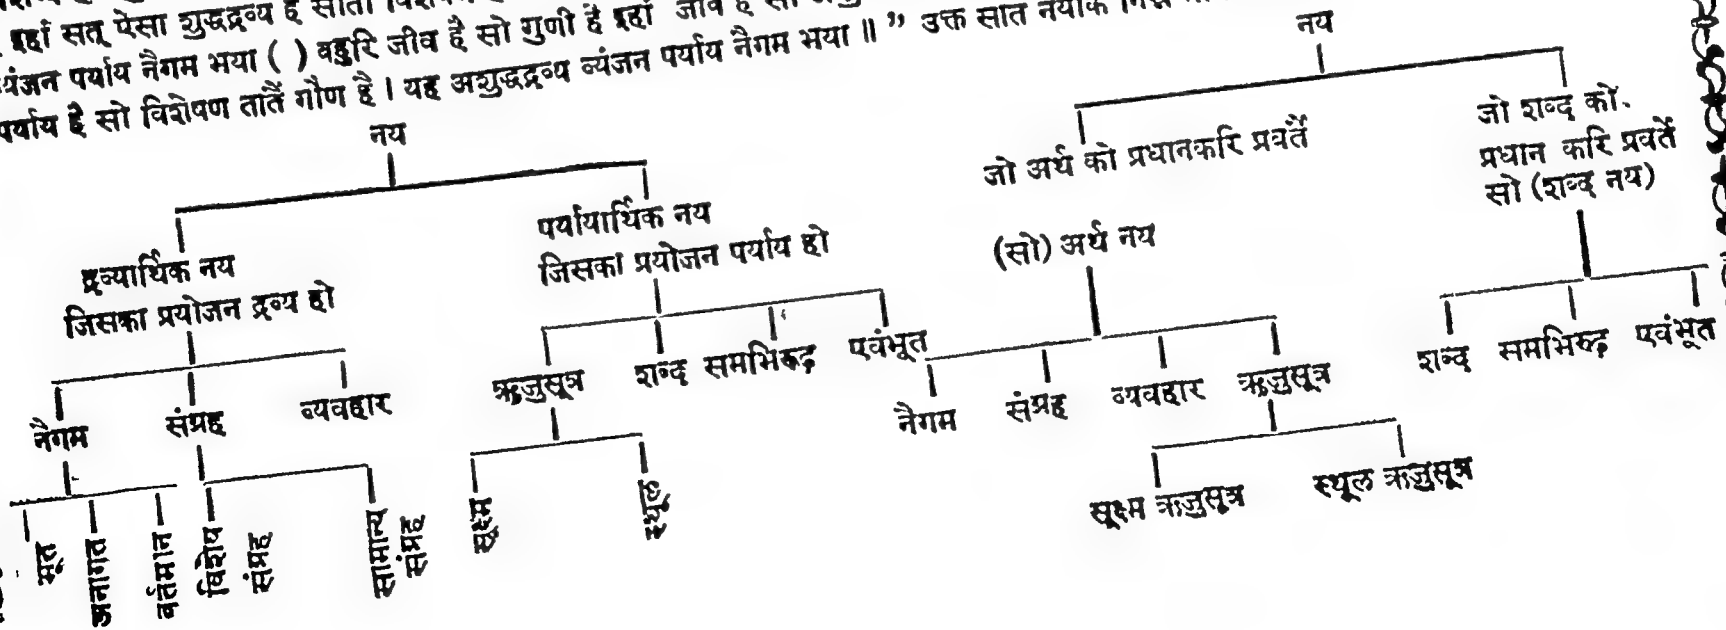 इहाँ सत् ऐसा शुद्धद्रव्य है
व्यंजन पर्याय नैगम भया ( ) बहुरि जीव है सो गुणी है इहाँ जीव है सो
पर्याय है सो विशेषण तातैं गौण है । यह अशुद्धद्रव्य व्यंजन पर्याय नैगम भया ॥ ” उक्त सात नयोंके
नय
द्रव्यार्थिक नय
जिसका प्रयोजन द्रव्य हो
पर्यायार्थिक नय
जिसका प्रयोजन पर्याय हो
नैगम संग्रह व्यवहार
ऋजुसूत्र शब्द समभिरूढ़ एवंभूत
भूत अनागत वर्तमान
विशेष संग्रह
सामान्य संग्रह
सूक्ष्म स्थूल
नय
जो अर्थ को प्रधानकरि प्रवर्तै
(सो) अर्थ नय
जो शब्द को
प्रधान करि प्रवर्ते
सो (शब्द नय)
नैगम संग्रह व्यवहार ऋजुसूत्र
शब्द समभिरुढ़ एवंभूत
सूक्ष्म ऋजुसूत्र स्थूल ऋजुसूत्र